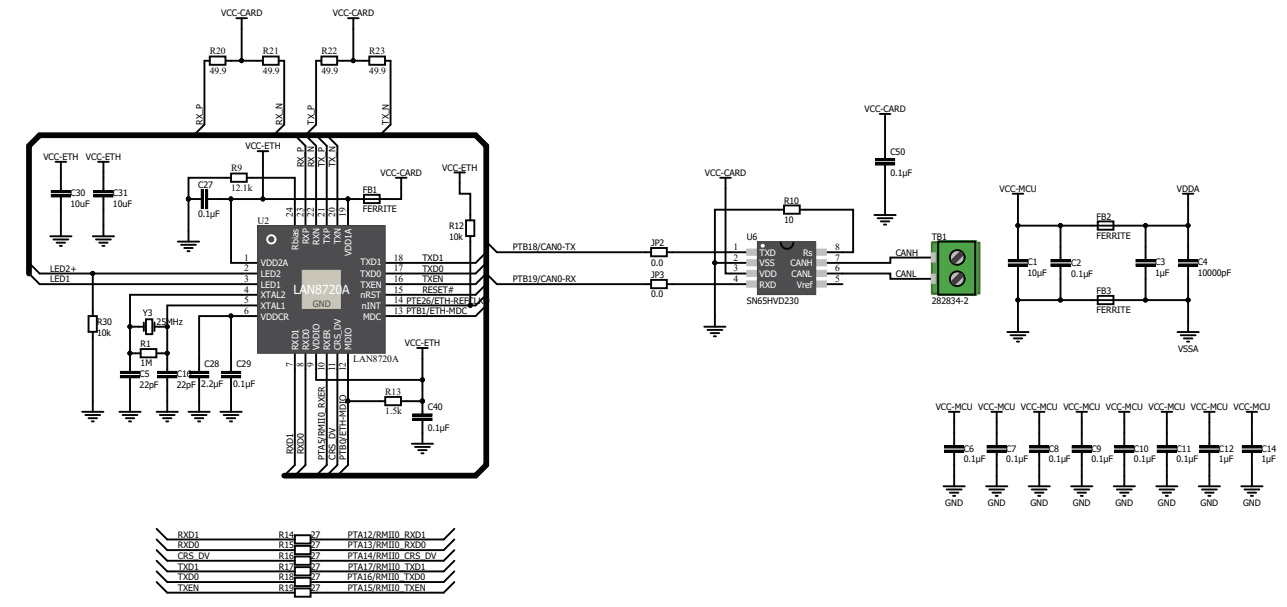 VCC-CARD VCC-CARD
R20 R21 R22 R23
49.9 49.9 49.9 49.9
RX_P RX_N TX_P TX_N
VCC-ETH VCC-ETH
VCC-ETH
RX_P RX_N TX_P TX_N
C30
10uF
C31
10uF
R9
12.1k
C27
0.1µF
VCC-CARD
FB1
FERRITE
VCC-ETH
R12
10k
U2
24 23 22 21 20 19
Rbias RXP RXN TXP TXN VDD1A
1 VDD2A
2 LED2
3 LED1
4 XTAL2
5 XTAL1
6 VDDCR
LAN8720A
GND
TXD1 18 TXD1
TXD0 17 TXD0
TXEN 16 TXEN
nRST 15 RESET#
nINT 14 PTE26/ETH-REFCLK
MDC 13 PTB1/ETH-MDC
RXD1 RXD0 VDDIO RXER CRS_DV MDIO
7 8 9 10 11 12
LAN8720A
LED2+
LED1
R30
10k
Y3
25MHz
R1
1M
C5
22pF
C16
22pF
C28
2.2µF
C29
0.1µF
RXD1
RXD0
PTA5/RMII0_RXER
CRS_DV
PTB0/ETH-MDIO
VCC-ETH
R13
1.5k
C40
0.1µF
PTB18/CAN0-TX
PTB19/CAN0-RX
JP2
0.0
JP3
0.0
VCC-CARD
R10
10
U6
1 TXD Rs 8
2 VSS CANH 7
3 VDD CANL 6
4 RXD Vref 5
SN65HVD230
CANH
CANL
TB1
282834-2
VCC-CARD
C50
0.1µF
VCC-MCU VDDA
FB2
FERRITE
C1
10µF
C2
0.1µF
C3
1µF
C4
10000pF
FB3
FERRITE
VSSA
VCC-MCU VCC-MCU VCC-MCU VCC-MCU VCC-MCU VCC-MCU VCC-MCU VCC-MCU
C6 C7 C8 C9 C10 C11 C12 C14
0.1µF 0.1µF 0.1µF 0.1µF 0.1µF 0.1µF 1µF 1µF
GND GND GND GND GND GND GND GND
RXD1 R14 27 PTA12/RMII0_RXD1
RXD0 R15 27 PTA13/RMII0_RXD0
CRS_DV R16 27 PTA14/RMII0_CRS_DV
TXD1 R17 27 PTA17/RMII0_TXD1
TXD0 R18 27 PTA16/RMII0_TXD0
TXEN R19 27 PTA15/RMII0_TXEN